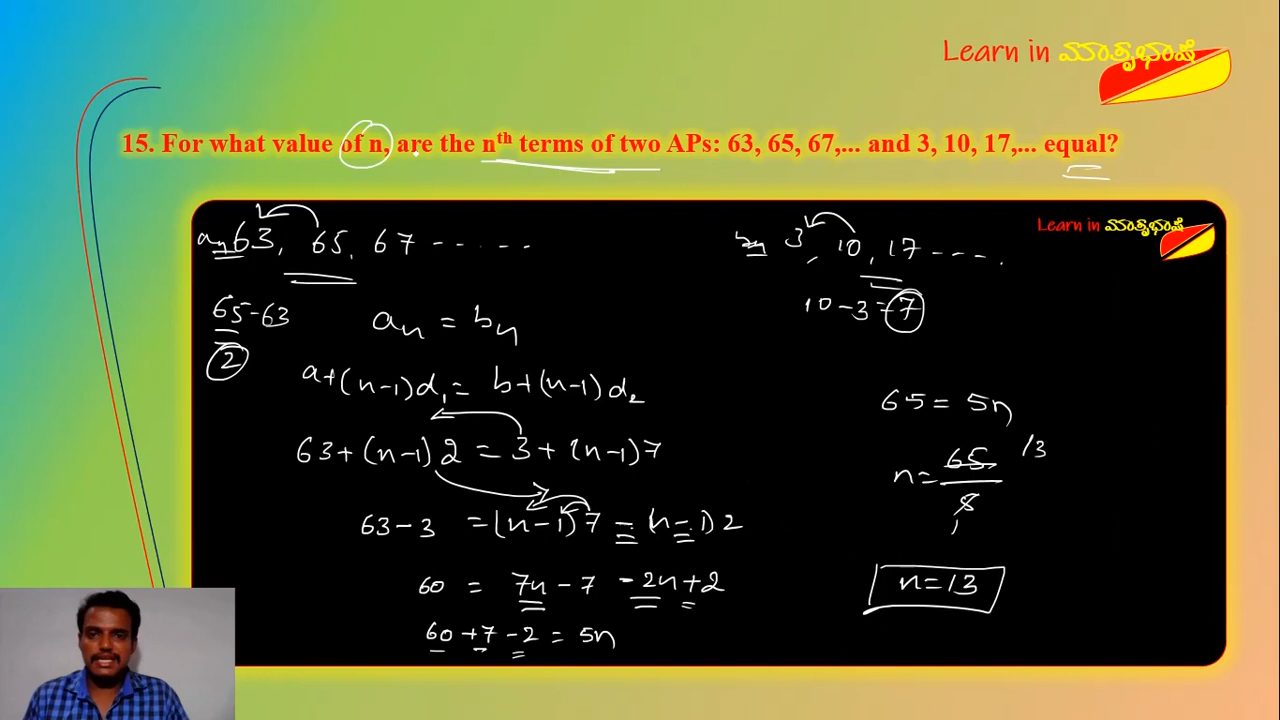 Learn in ಮಾತೃಭಾಷೆ
15. For what value of n, are the nth terms of two APs: 63, 65, 67,... and 3, 10, 17,... equal?
Learn in ಮಾತೃಭಾಷೆ
an 63, 65, 67 ------
bn 3, 10, 17 ----.
65-63
2
10-3=7
an = bn
a+(n-1)d1 = b+(n-1)d2
63+(n-1)2 = 3+(n-1)7
63-3 =(n-1)7 -(n-1)2
60 = 7n-7 -2n+2
60+7-2 = 5n
65 = 5n
n=65/5 13
1
n=13